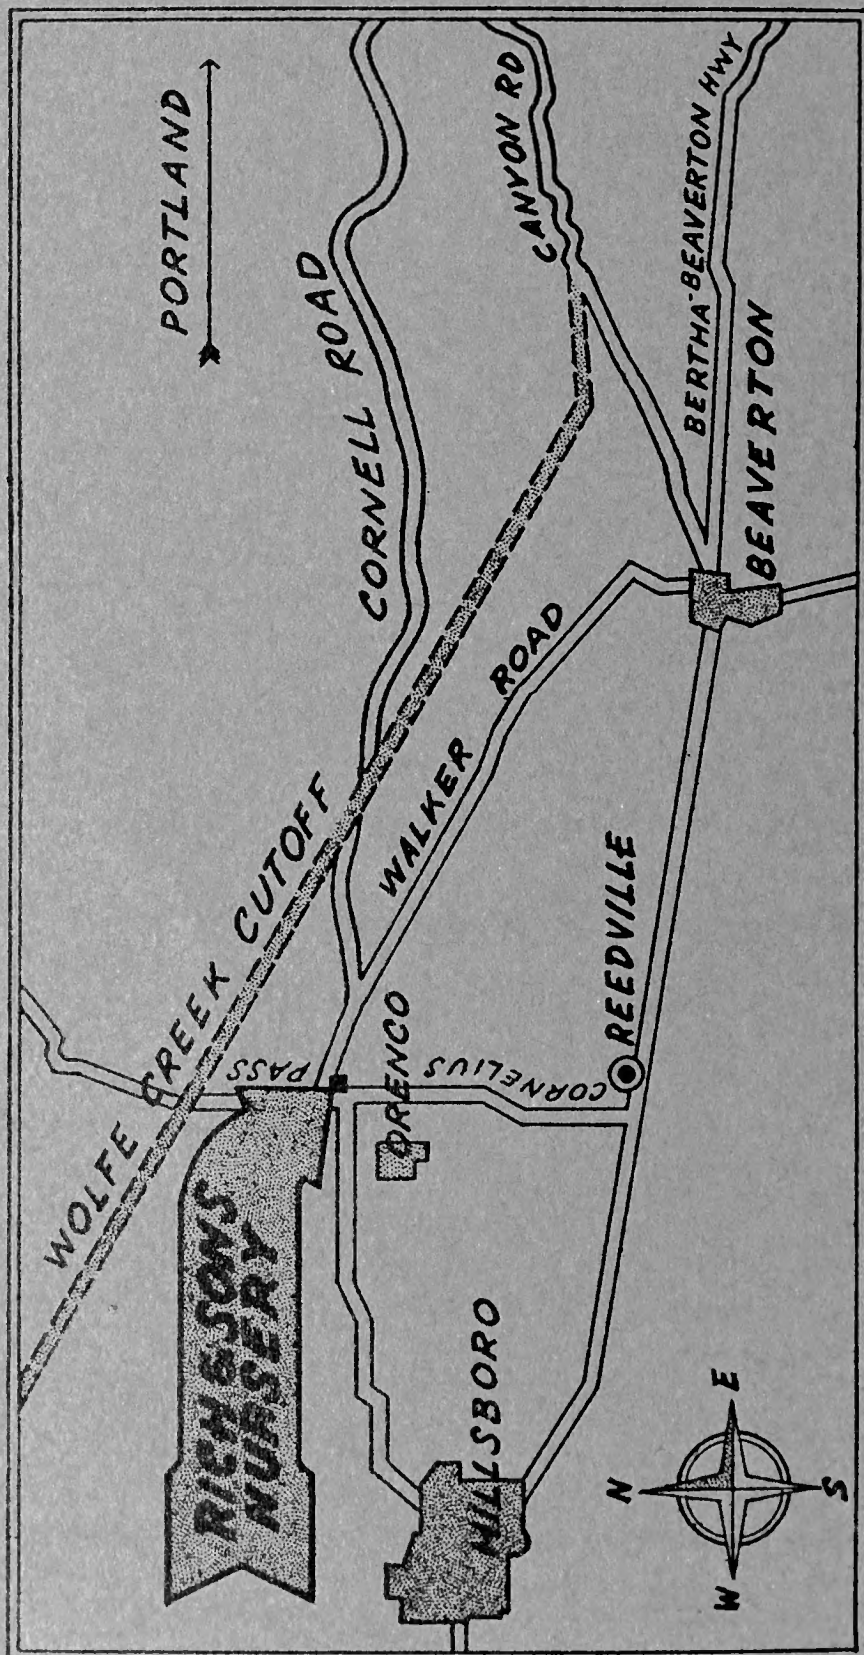 PORTLAND
CORNELL ROAD
CANYON RD
BERTHA-BEAVERTON HWY
BEAVERTON
WOLFE CREEK CUTOFF
WALKER ROAD
REEDVILLE
CORNELIUS PASS
ORENCO
RICH & SONS
NURSERY
HILLSBORO
N
E
S
W